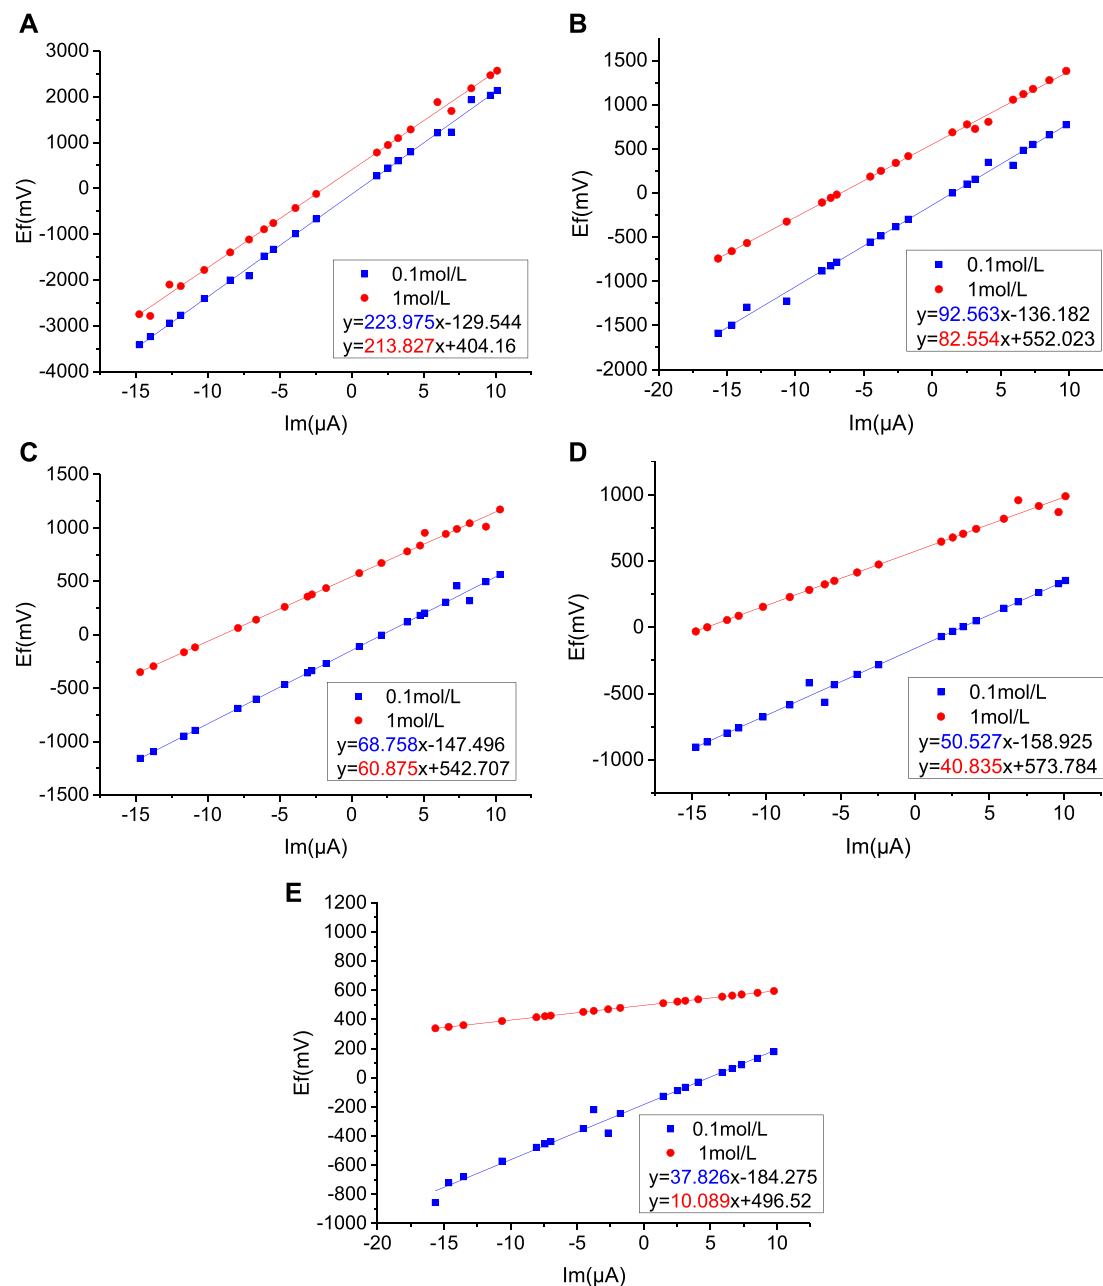 A
3000
2000
1000
0
-1000
-2000
-3000
-4000
Ef(mV)
-15
-10
-5
0
5
10
Im(µA)
0.1mol/L
1mol/L
y=223.975x-129.544
y=213.827x+404.16
B
1500
1000
500
0
-500
-1000
-1500
-2000
Ef(mV)
-20
-15
-10
-5
0
5
10
Im(µA)
0.1mol/L
1mol/L
y=92.563x-136.182
y=82.554x+552.023
C
1500
1000
500
0
-500
-1000
-1500
Ef(mV)
-15
-10
-5
0
5
10
Im(µA)
0.1mol/L
1mol/L
y=68.758x-147.496
y=60.875x+542.707
D
1000
500
0
-500
-1000
Ef(mV)
-15
-10
-5
0
5
10
Im(µA)
0.1mol/L
1mol/L
y=50.527x-158.925
y=40.835x+573.784
E
1200
1000
800
600
400
200
0
-200
-400
-600
-800
-1000
Ef(mV)
-20
-15
-10
-5
0
5
10
Im(µA)
0.1mol/L
1mol/L
y=37.826x-184.275
y=10.089x+496.52